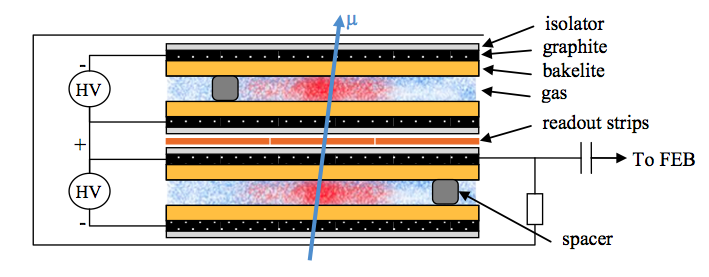 μ
isolator
graphite
bakelite
gas
readout strips
To FEB
spacer
-
HV
+
HV
-